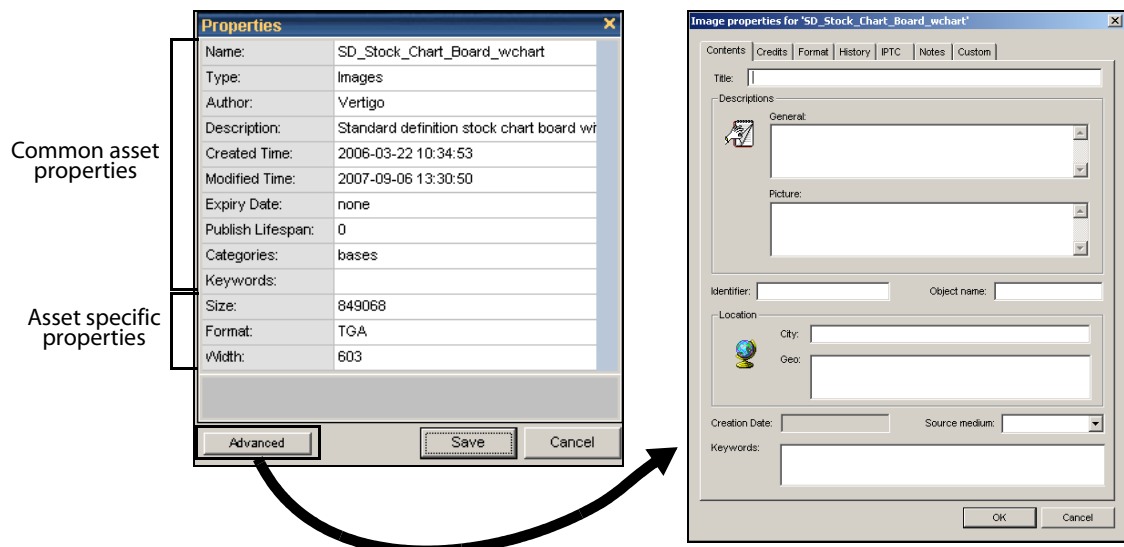 Properties
Name: SD_Stock_Chart_Board_wchart
Type: Images
Author: Vertigo
Description: Standard definition stock chart board wi
Created Time: 2006-03-22 10:34:53
Modified Time: 2007-09-06 13:30:50
Expiry Date: none
Publish Lifespan: 0
Categories: bases
Keywords:
Size: 849068
Format: TGA
Width: 603
Advanced Save Cancel
Common asset
properties
Asset specific
properties
Image properties for 'SD_Stock_Chart_Board_wchart'
Contents Credits Format History IPTC Notes Custom
Title:
Descriptions
General:
Picture:
Identifier: Object name:
Location
City:
Geo:
Creation Date: Source medium:
Keywords:
OK Cancel